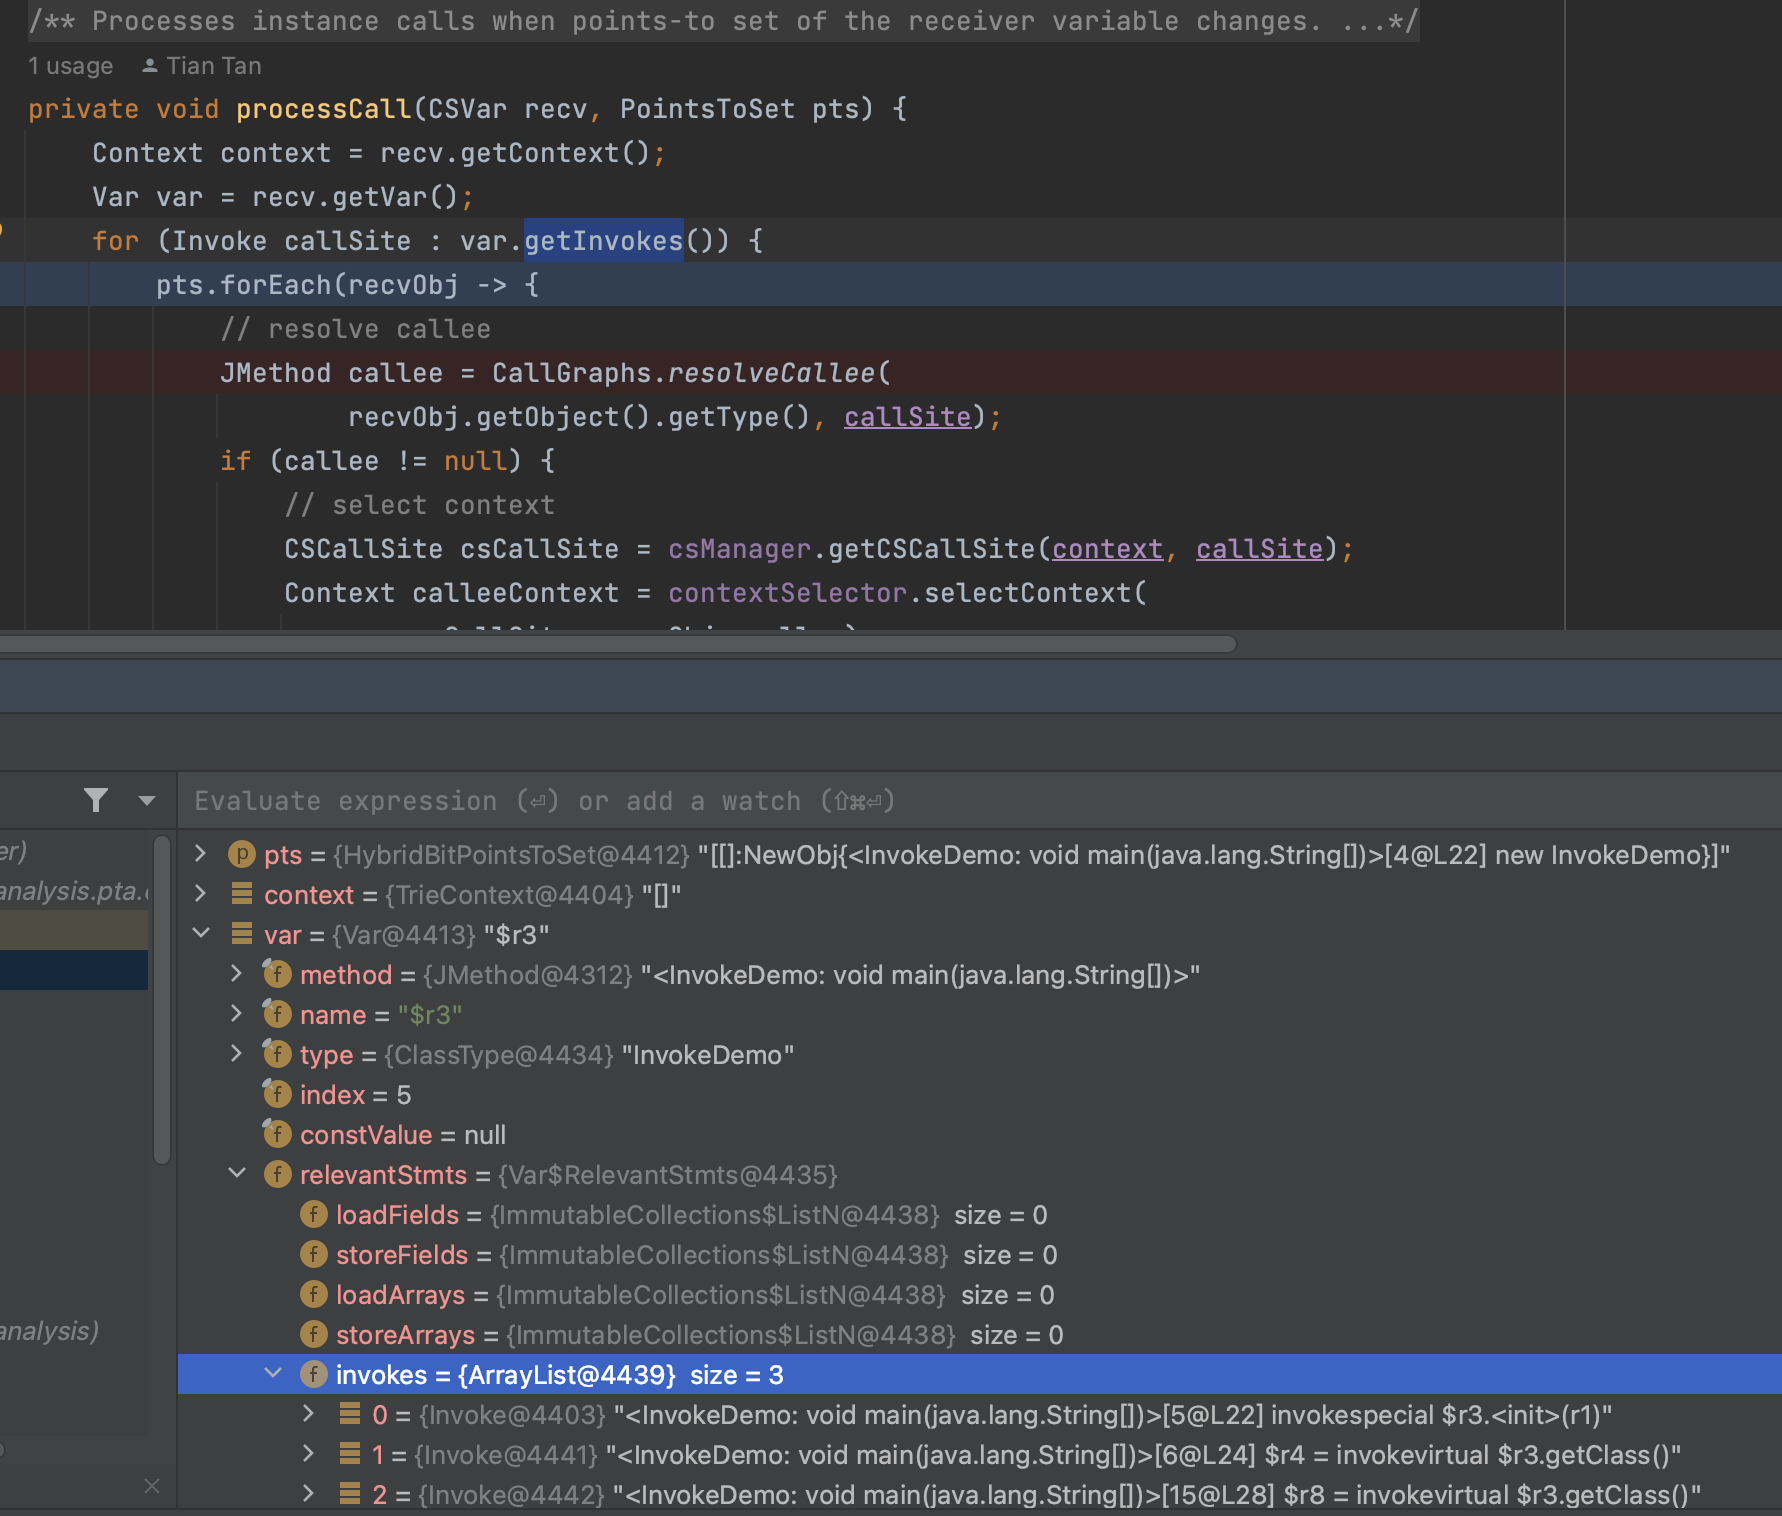 /** Processes instance calls when points-to set of the receiver variable changes. ...*/
1 usage Tian Tan
private void processCall(CSVar recv, PointsToSet pts) {
Context context = recv.getContext();
Var var = recv.getVar();
for (Invoke callSite : var.getInvokes()) {
pts.forEach(recvObj -> {
// resolve callee
JMethod callee = CallGraphs.resolveCallee(
recvObj.getObject().getType(), callSite);
if (callee != null) {
// select context
CSCallSite csCallSite = csManager.getCSCallSite(context, callSite);
Context calleeContext = contextSelector.selectContext(
Evaluate expression (⏎) or add a watch (⇧⌘⏎)
er)
analysis.pta.
analysis)
pts = {HybridBitPointsToSet@4412} "[[]:NewObj{<InvokeDemo: void main(java.lang.String[])>[4@L22] new InvokeDemo}]"
context = {TrieContext@4404} "[]"
var = {Var@4413} "$r3"
method = {JMethod@4312} "<InvokeDemo: void main(java.lang.String[])>"
name = "$r3"
type = {ClassType@4434} "InvokeDemo"
index = 5
constValue = null
relevantStmts = {Var$RelevantStmts@4435}
loadFields = {ImmutableCollections$ListN@4438} size = 0
storeFields = {ImmutableCollections$ListN@4438} size = 0
loadArrays = {ImmutableCollections$ListN@4438} size = 0
storeArrays = {ImmutableCollections$ListN@4438} size = 0
invokes = {ArrayList@4439} size = 3
0 = {Invoke@4403} "<InvokeDemo: void main(java.lang.String[])>[5@L22] invokespecial $r3.<init>(r1)"
1 = {Invoke@4441} "<InvokeDemo: void main(java.lang.String[])>[6@L24] $r4 = invokevirtual $r3.getClass()"
2 = {Invoke@4442} "<InvokeDemo: void main(java.lang.String[])>[15@L28] $r8 = invokevirtual $r3.getClass()"